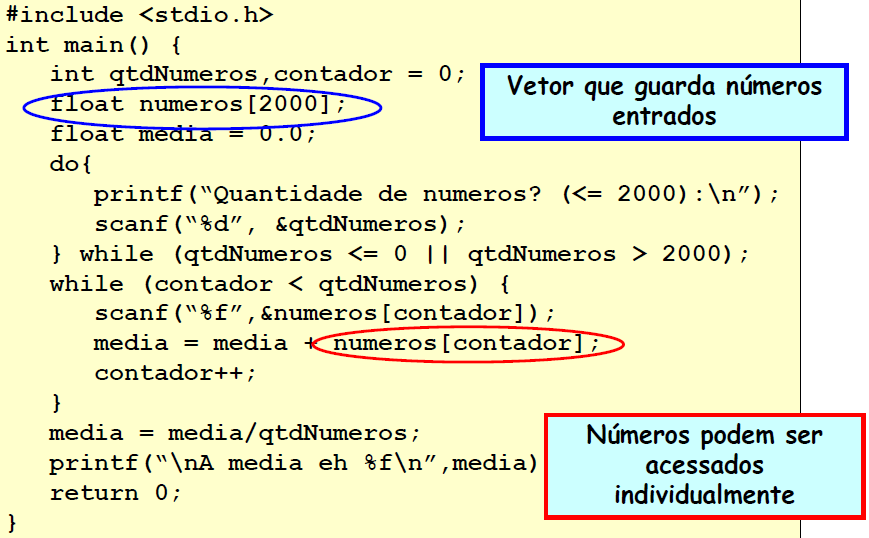 #include <stdio.h>
int main() {
int qtdNumeros,contador = 0;
float numeros[2000];
float media = 0.0;
do{
printf(“Quantidade de numeros? (<= 2000):\n”);
scanf(“%d”, &qtdNumeros);
} while (qtdNumeros <= 0 || qtdNumeros > 2000);
while (contador < qtdNumeros) {
scanf(“%f”,&numeros[contador]);
media = media + numeros[contador];
contador++;
}
media = media/qtdNumeros;
printf(“\nA media eh %f\n”,media)
return 0;
}
Vetor que guarda números
entrados
Números podem ser
acessados
individualmente